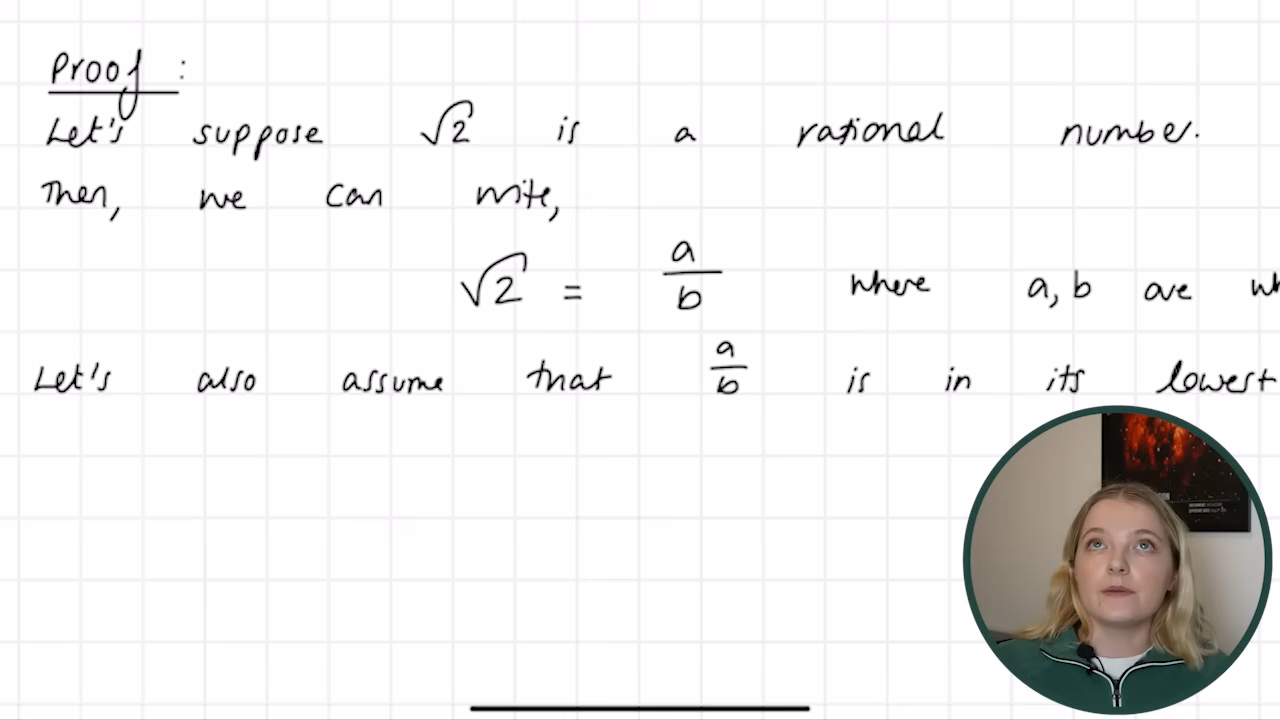 Proof :
Let's suppose √2 is a rational number.
Then, we can write,
√2 = a/b where a, b are wh
Let's also assume that a/b is in its lowest